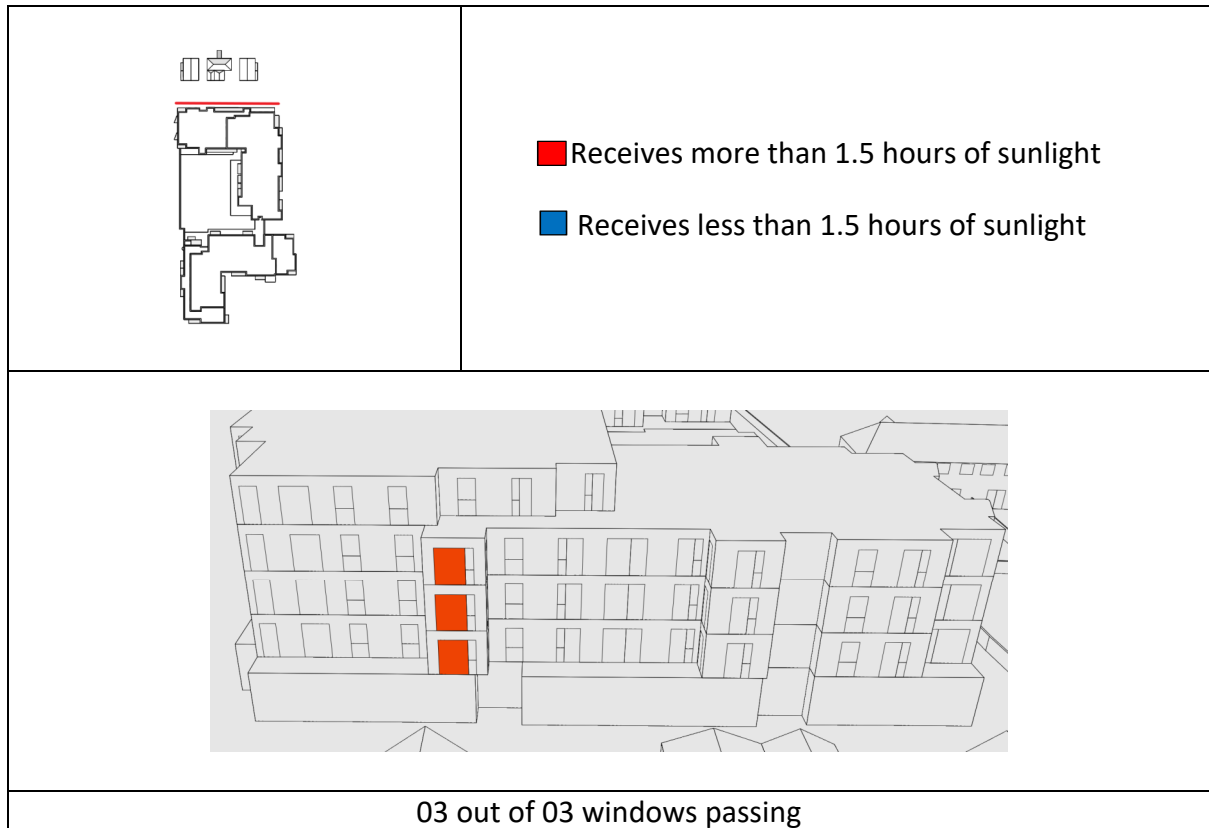 Receives more than 1.5 hours of sunlight
Receives less than 1.5 hours of sunlight
03 out of 03 windows passing